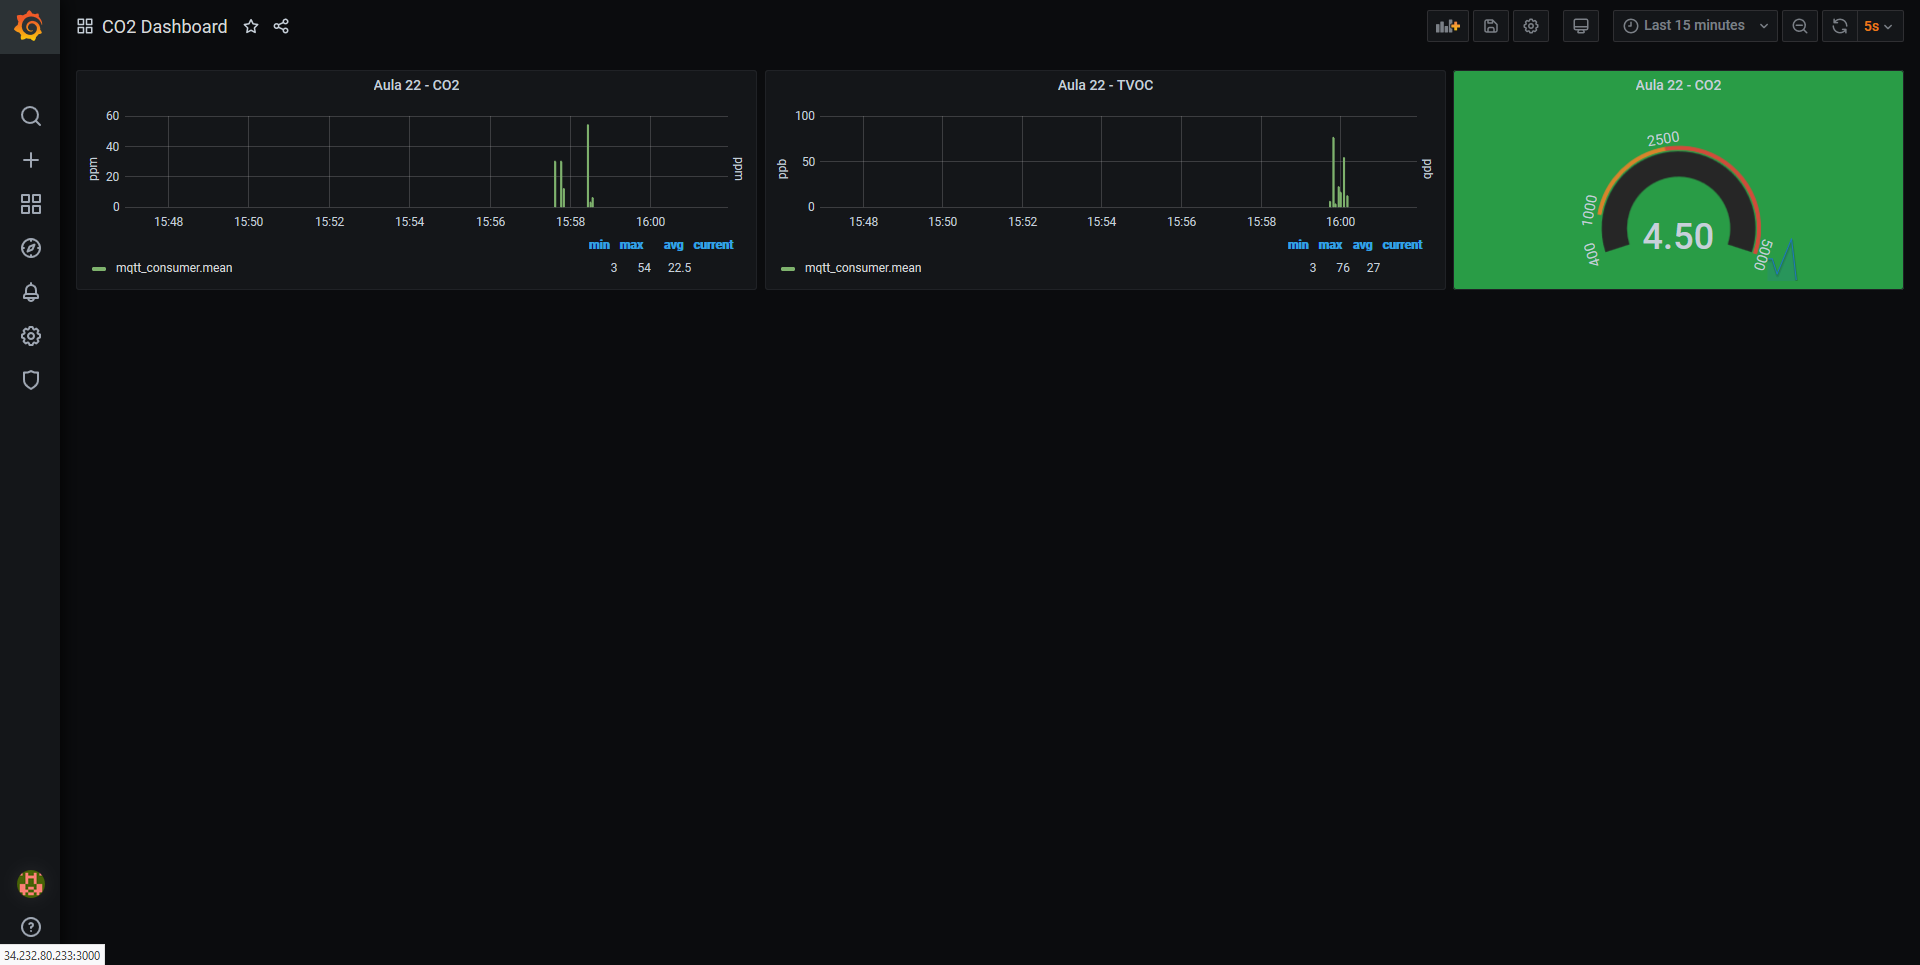 CO2 Dashboard
Last 15 minutes
5s
Aula 22 - CO2
60
40
20
0
ppm
ppm
15:48 15:50 15:52 15:54 15:56 15:58 16:00
min max avg current
mqtt_consumer.mean 3 54 22.5
Aula 22 - TVOC
100
50
0
ppb
ppb
15:48 15:50 15:52 15:54 15:56 15:58 16:00
min max avg current
mqtt_consumer.mean 3 76 27
Aula 22 - CO2
2500
1000
400
5000
4.50
34.232.80.233:3000